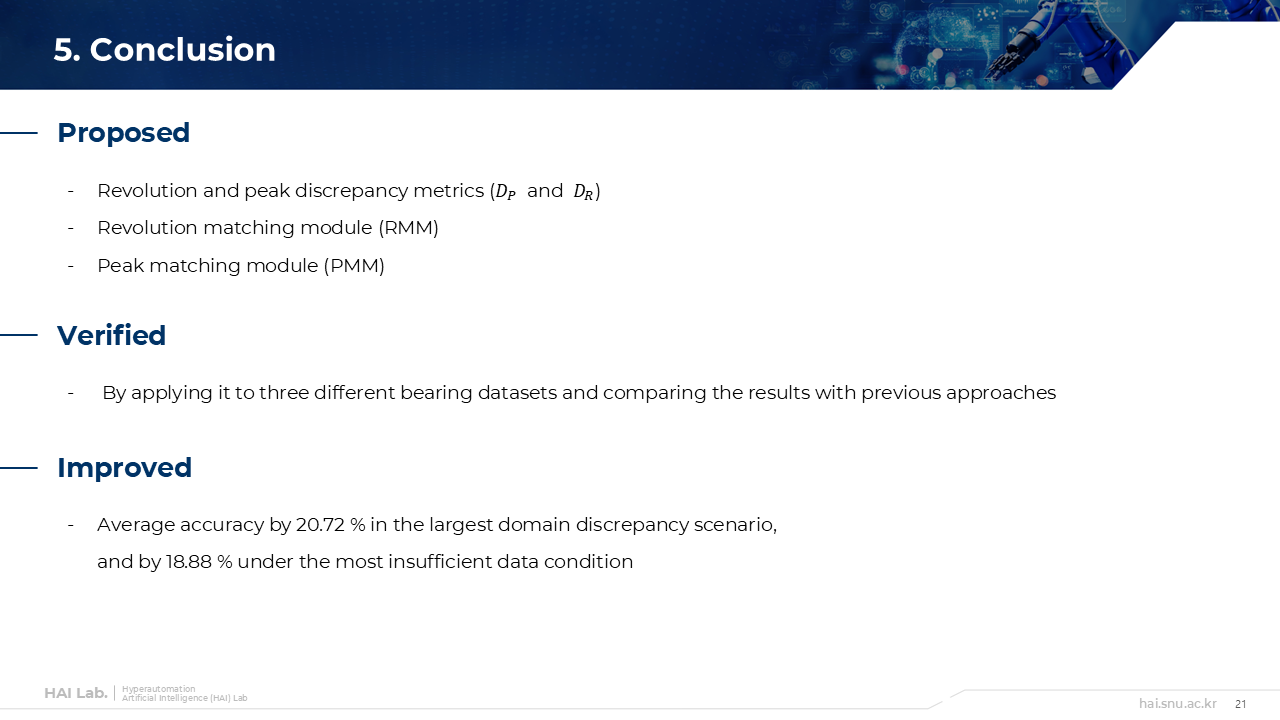 5. Conclusion
Proposed
- Revolution and peak discrepancy metrics (D_P and D_R)
- Revolution matching module (RMM)
- Peak matching module (PMM)
Verified
- By applying it to three different bearing datasets and comparing the results with previous approaches
Improved
- Average accuracy by 20.72 % in the largest domain discrepancy scenario,
and by 18.88 % under the most insufficient data condition
HAI Lab.
Hyperautomation
Artificial Intelligence (HAI) Lab
hai.snu.ac.kr 21